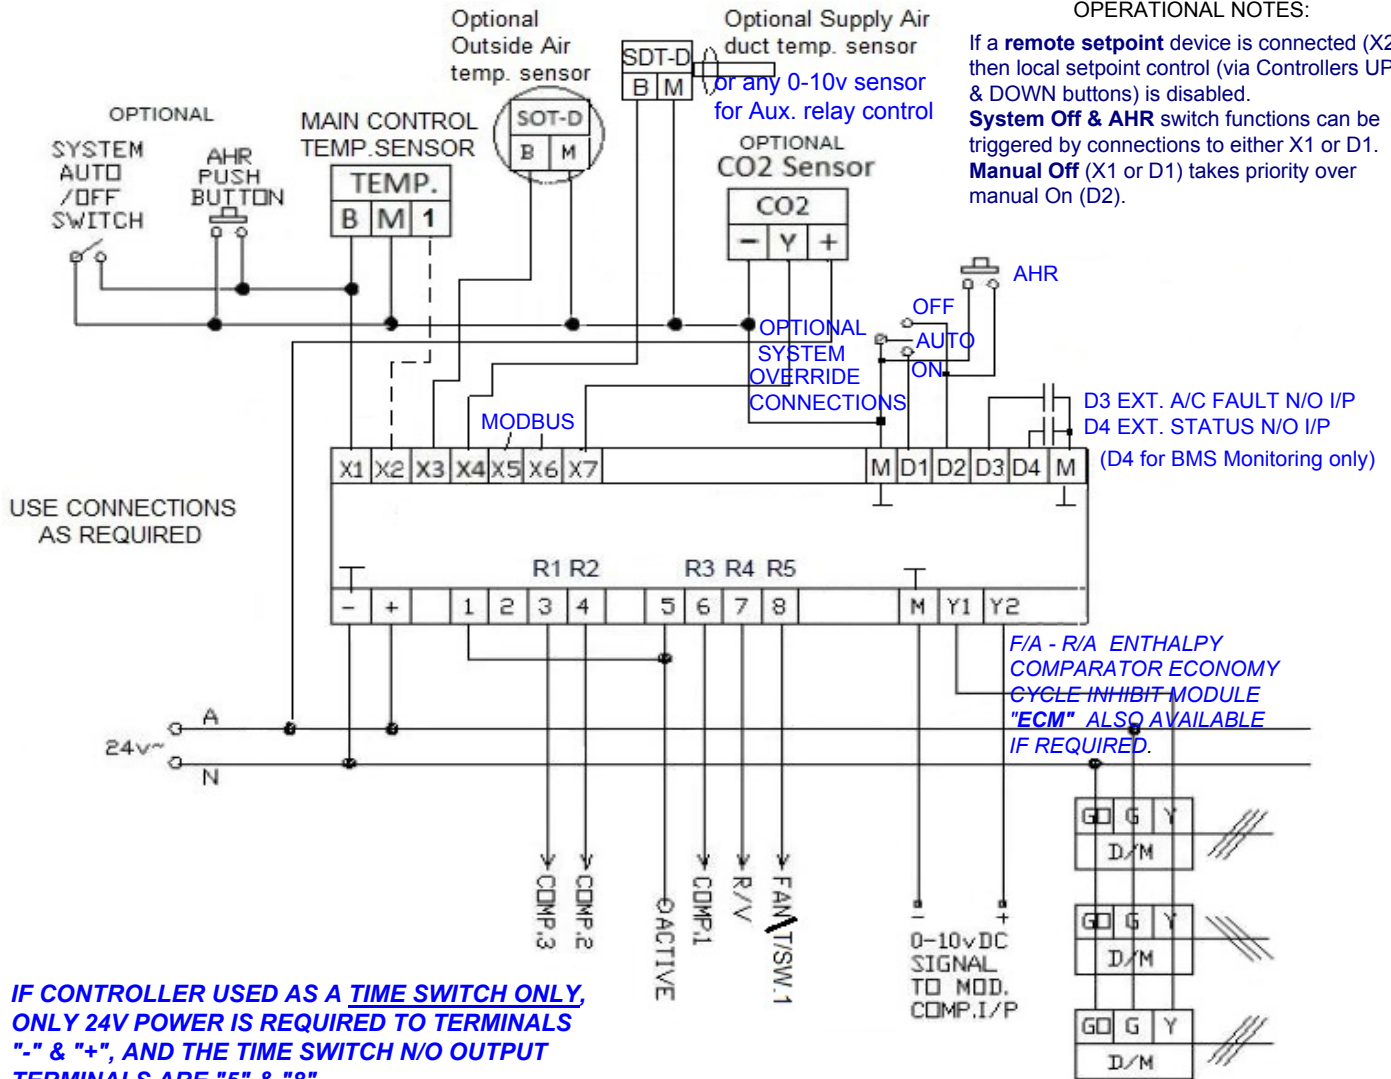 OPERATIONAL NOTES:
If a remote setpoint device is connected (X2
then local setpoint control (via Controllers UP
& DOWN buttons) is disabled.
System Off & AHR switch functions can be
triggered by connections to either X1 or D1.
Manual Off (X1 or D1) takes priority over
manual On (D2).
Optional
Outside Air
temp. sensor
SOT-D
B M
Optional Supply Air
duct temp. sensor
or any 0-10v sensor
for Aux. relay control
SDT-D
B M
OPTIONAL
SYSTEM
AUTO
/OFF
SWITCH
AHR
PUSH
BUTTON
MAIN CONTROL
TEMP.SENSOR
TEMP.
B M 1
OPTIONAL
CO2 Sensor
CO2
- Y +
AHR
OFF
AUTO
ON
OPTIONAL
SYSTEM
OVERRIDE
CONNECTIONS
MODBUS
D3 EXT. A/C FAULT N/O I/P
D4 EXT. STATUS N/O I/P
(D4 for BMS Monitoring only)
X1 X2 X3 X4 X5 X6 X7
M D1 D2 D3 D4 M
USE CONNECTIONS
AS REQUIRED
R1 R2 R3 R4 R5
- + 1 2 3 4 5 6 7 8 M Y1 Y2
F/A - R/A ENTHALPY
COMPARATOR ECONOMY
CYCLE INHIBIT MODULE
"ECM" ALSO AVAILABLE
IF REQUIRED.
24v~
A
N
COMP.3
COMP.2
ACTIVE
COMP.1
R/V
FAN\T/SW.1
- +
0-10vDC
SIGNAL
TO MOD.
COMP.I/P
GO G Y
D/M
GO G Y
D/M
GO G Y
D/M
IF CONTROLLER USED AS A TIME SWITCH ONLY,
ONLY 24V POWER IS REQUIRED TO TERMINALS
"-" & "+", AND THE TIME SWITCH N/O OUTPUT
TERMINALS ARE "5" & "8"